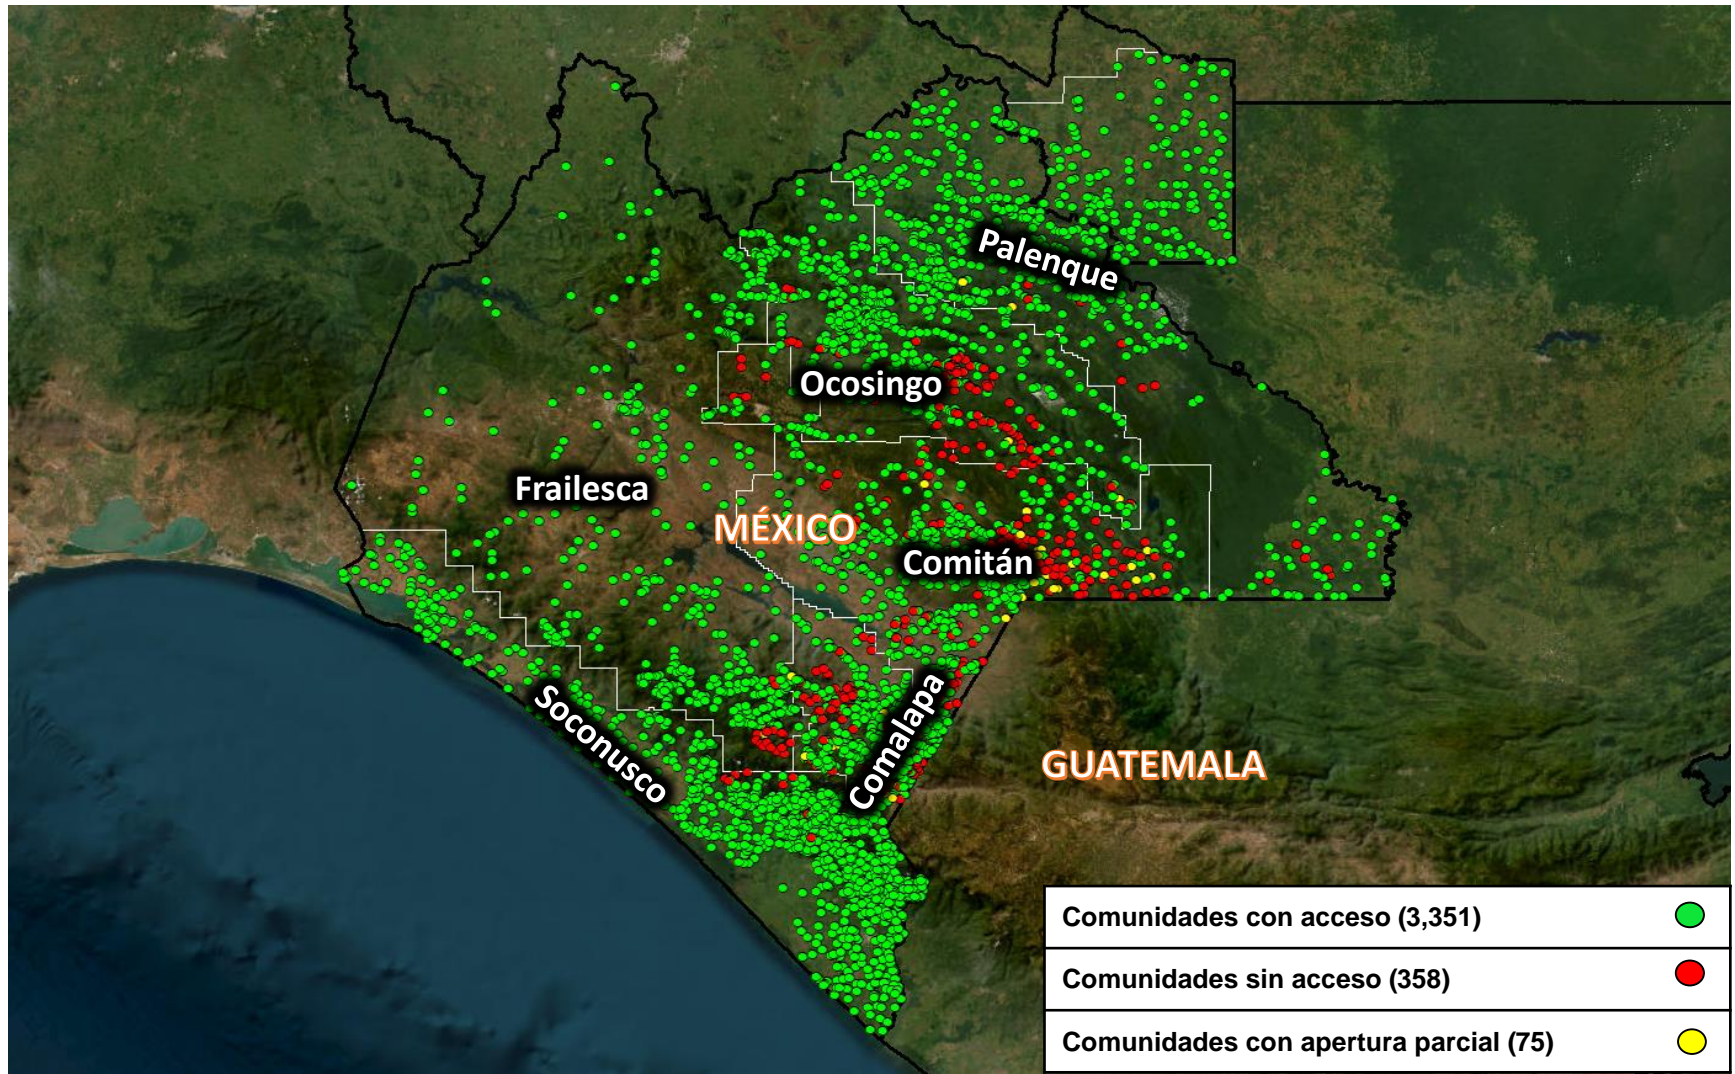 Palenque
Ocosingo
Frailesca
MÉXICO
Comitán
Soconusco
Comalapa
GUATEMALA
Comunidades con acceso (3,351)
Comunidades sin acceso (358)
Comunidades con apertura parcial (75)